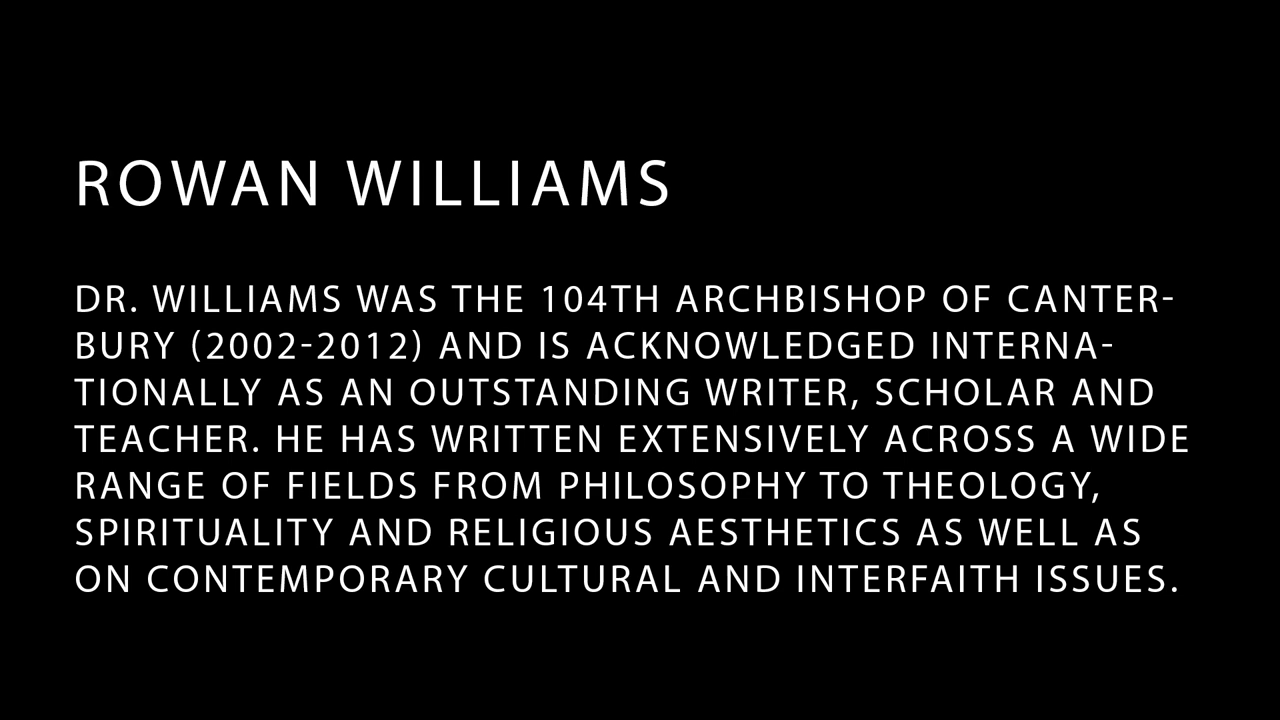 ROWAN WILLIAMS
DR. WILLIAMS WAS THE 104TH ARCHBISHOP OF CANTER-
BURY (2002-2012) AND IS ACKNOWLEDGED INTERNA-
TIONALLY AS AN OUTSTANDING WRITER, SCHOLAR AND
TEACHER. HE HAS WRITTEN EXTENSIVELY ACROSS A WIDE
RANGE OF FIELDS FROM PHILOSOPHY TO THEOLOGY,
SPIRITUALITY AND RELIGIOUS AESTHETICS AS WELL AS
ON CONTEMPORARY CULTURAL AND INTERFAITH ISSUES.